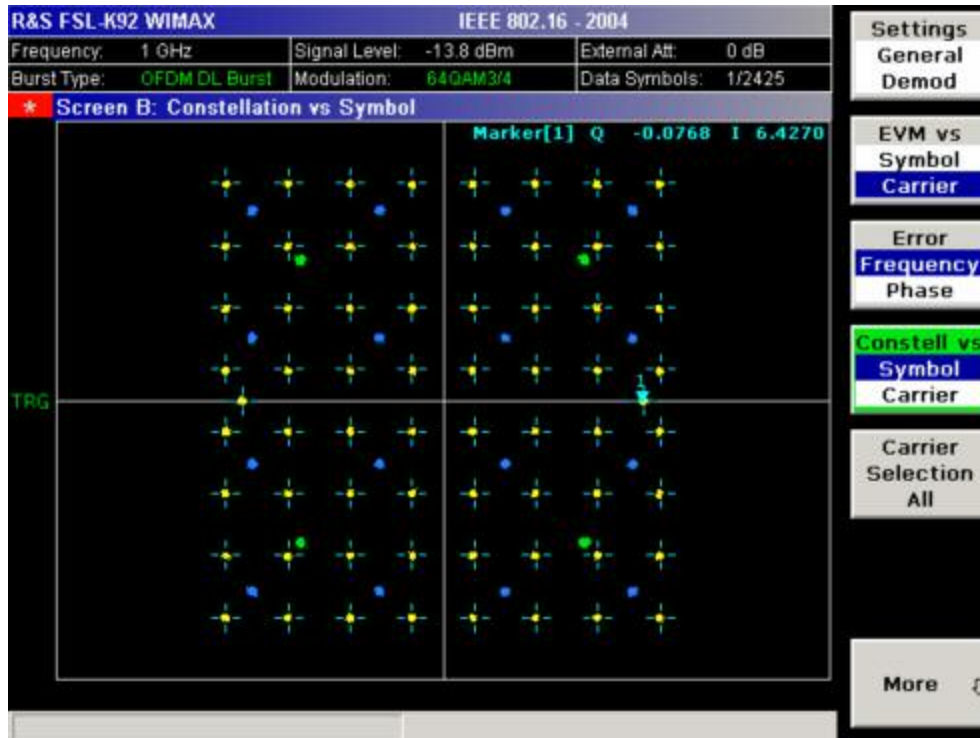 R&S FSL-K92 WIMAX IEEE 802.16 - 2004
Frequency: 1 GHz Signal Level: -13.8 dBm External Att: 0 dB
Burst Type: OFDM DL Burst Modulation: 64QAM3/4 Data Symbols: 1/2425
* Screen B: Constellation vs Symbol
Marker[1] Q -0.0768 I 6.4270
1
TRG
Settings
General
Demod
EVM vs
Symbol
Carrier
Error
Frequency
Phase
Constell vs
Symbol
Carrier
Carrier
Selection
All
More